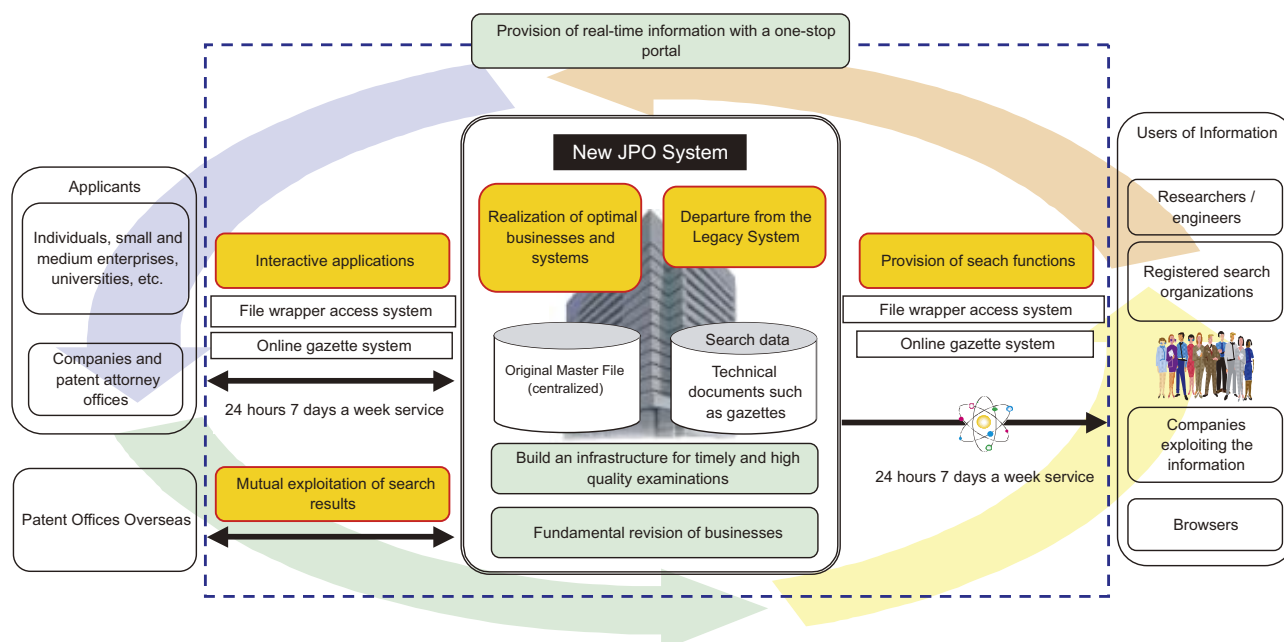 Provision of real-time information with a one-stop
portal
New JPO System
Users of Information
Applicants
Individuals, small and
medium enterprises,
universities, etc.
Companies and
patent attorney
offices
Interactive applications
File wrapper access system
Online gazette system
24 hours 7 days a week service
Realization of optimal
businesses and
systems
Departure from the
Legacy System
Original Master File
(centralized)
Search data
Technical
documents such
as gazettes
Build an infrastructure for timely and high
quality examinations
Fundamental revision of businesses
Provision of seach functions
File wrapper access system
Online gazette system
24 hours 7 days a week service
Researchers /
engineers
Registered search
organizations
Companies
exploiting the
information
Browsers
Patent Offices Overseas
Mutual exploitation of search
results